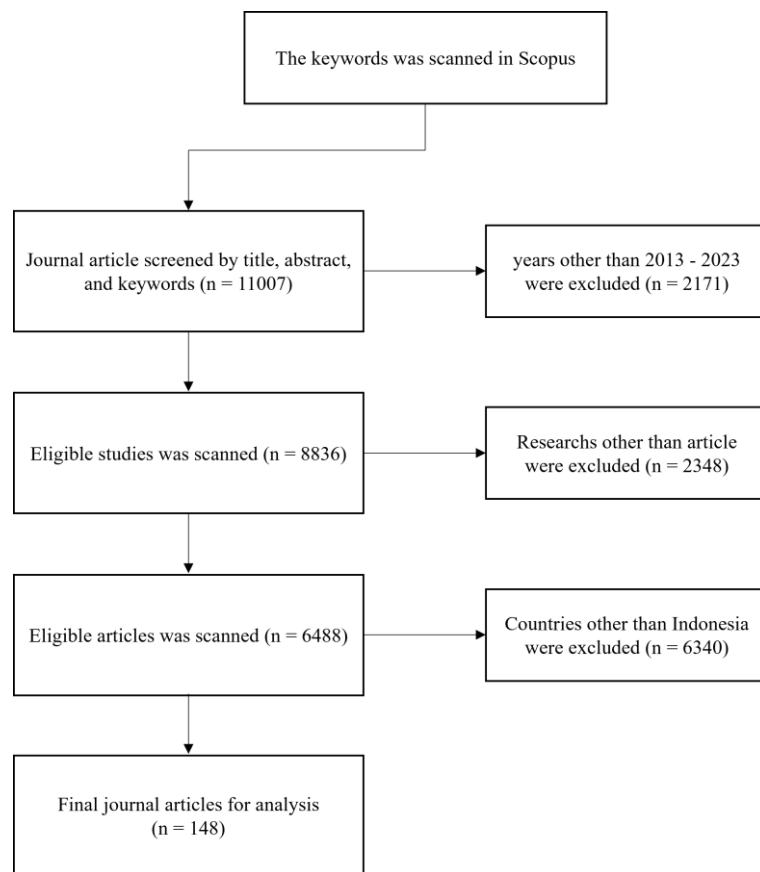 The keywords was scanned in Scopus
Journal article screened by title, abstract,
and keywords (n = 11007)
years other than 2013 - 2023
were excluded (n = 2171)
Eligible studies was scanned (n = 8836)
Researchs other than article
were excluded (n = 2348)
Eligible articles was scanned (n = 6488)
Countries other than Indonesia
were excluded (n = 6340)
Final journal articles for analysis
(n = 148)